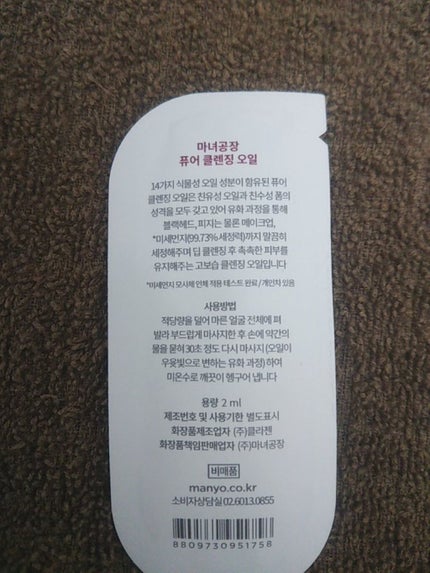 마녀공장
퓨어 클렌징 오일
14가지 식물성 오일 성분이 함유된 퓨어
클렌징 오일은 친유성 오일과 친수성 폼의
성격을 모두 갖고 있어 유화 과정을 통해
블랙헤드, 피지는 물론 메이크업,
*미세먼지(99.73% 세정력)까지 말끔히
세정해주며 딥 클렌징 후 촉촉한 피부를
유지해주는 고보습 클렌징 오일입니다
*미세먼지 모사체 인체 적용 테스트 완료/개인차 있음
사용방법
적당량을 덜어 마른 얼굴 전체에 펴
발라 부드럽게 마사지한 후 손에 약간의
물을 묻혀 30초 정도 다시 마사지 (오일이
우윳빛으로 변하는 유화 과정) 하여
미온수로 깨끗이 헹구어 냅니다
용량 2 ml
제조번호 및 사용기한 별도표시
화장품제조업자 (주)클라젠
화장품책임판매업자 (주)마녀공장
비매품
manyo.co.kr
소비자상담실 02.6013.0855
8809730951758